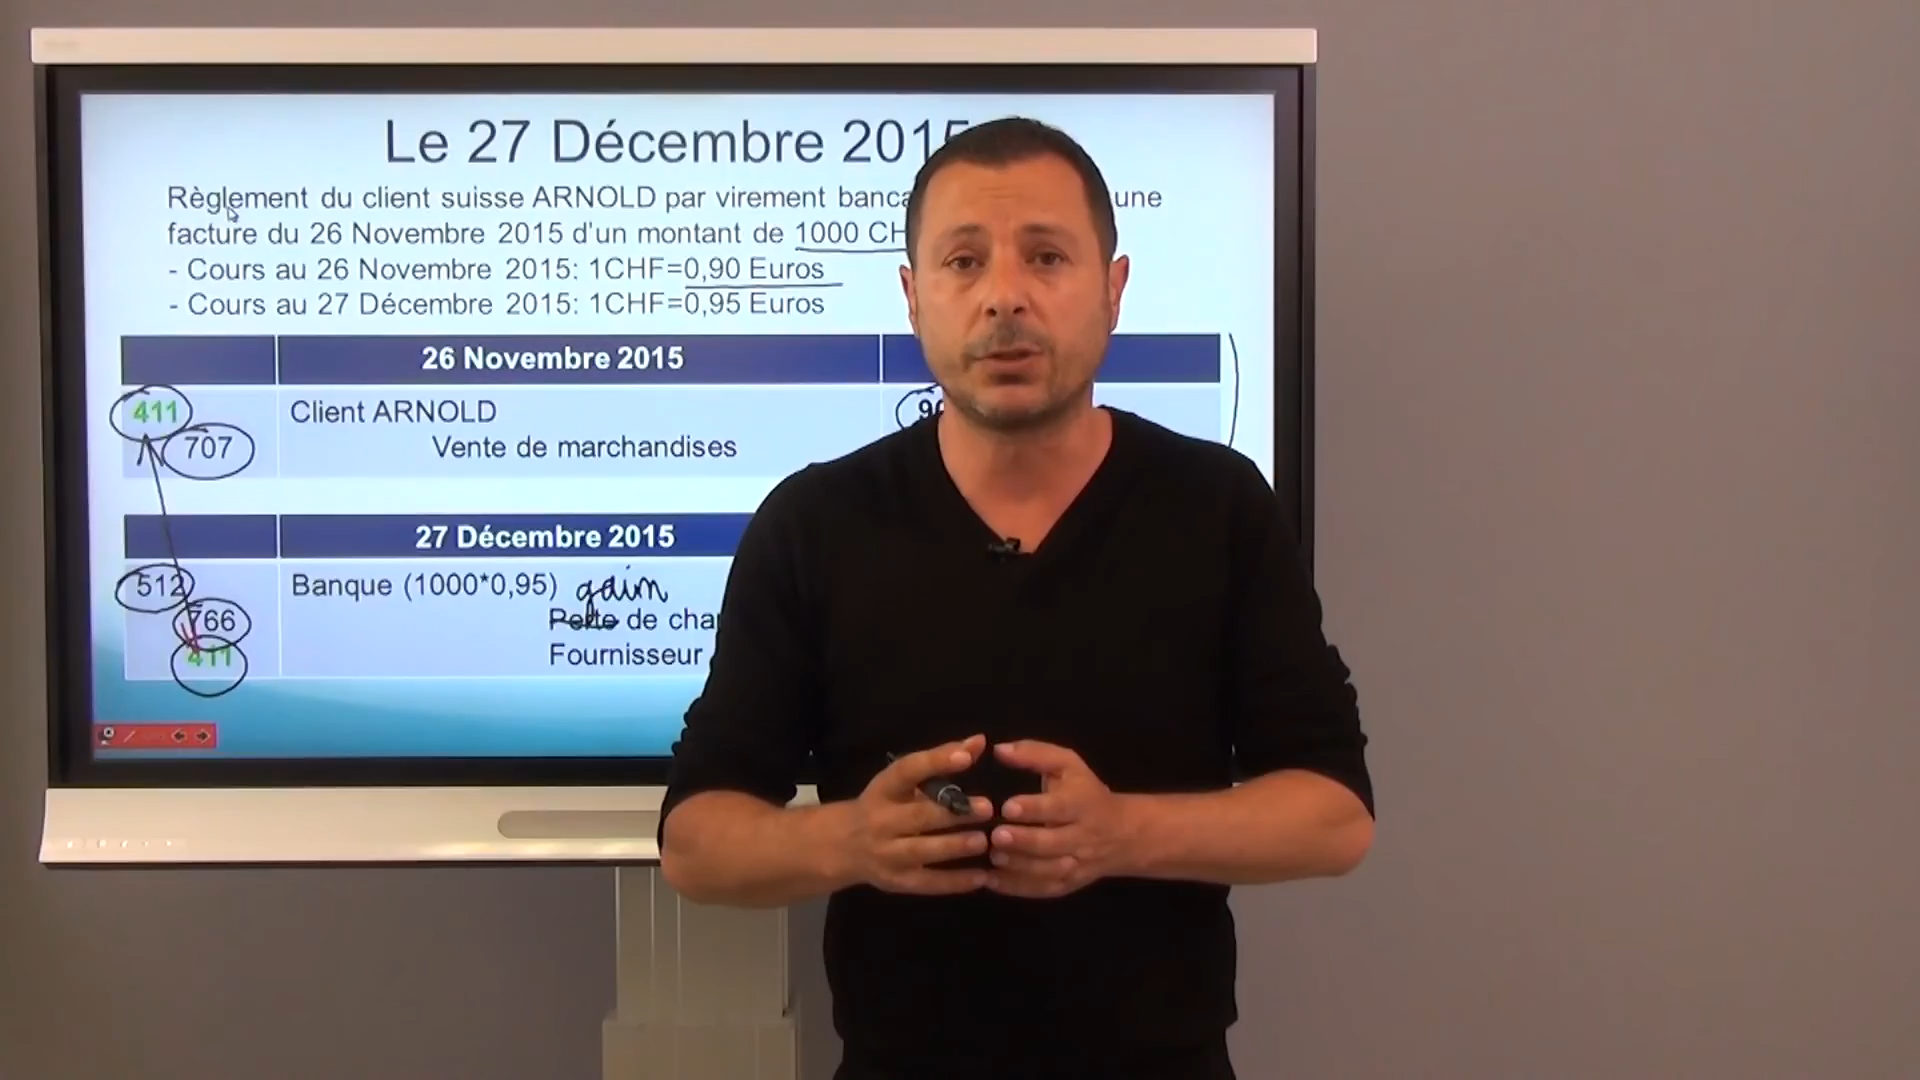 Le 27 Décembre 2015
Règlement du client suisse ARNOLD par virement une
facture du 26 Novembre 2015 d'un montant de 1000
- Cours au 26 Novembre 2015: 1CHF=0,90 Euros
- Cours au 27 Décembre 2015: 1CHF=0,95 Euros
26 Novembre 2015
411 Client ARNOLD
707 Vente de marchandises
27 Décembre 2015
512 Banque (1000*0,95) gain
766 Perte de
411 Fournisseur